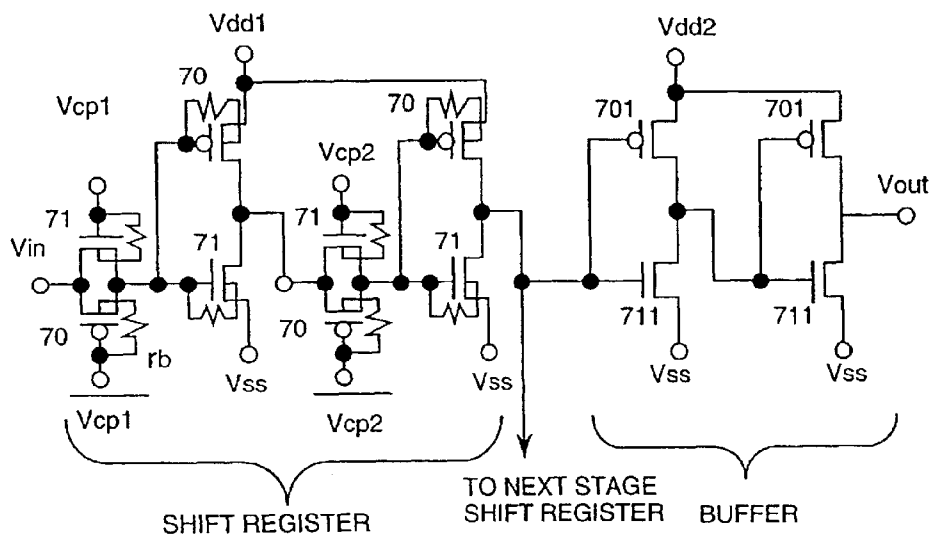 Vdd1
Vdd2
70
70
701
701
Vcp1
Vcp2
Vout
71
71
Vin
71
71
70
rb
70
711
711
Vss
Vss
Vss
Vss
Vcp1
Vcp2
TO NEXT STAGE
SHIFT REGISTER
SHIFT REGISTER
BUFFER